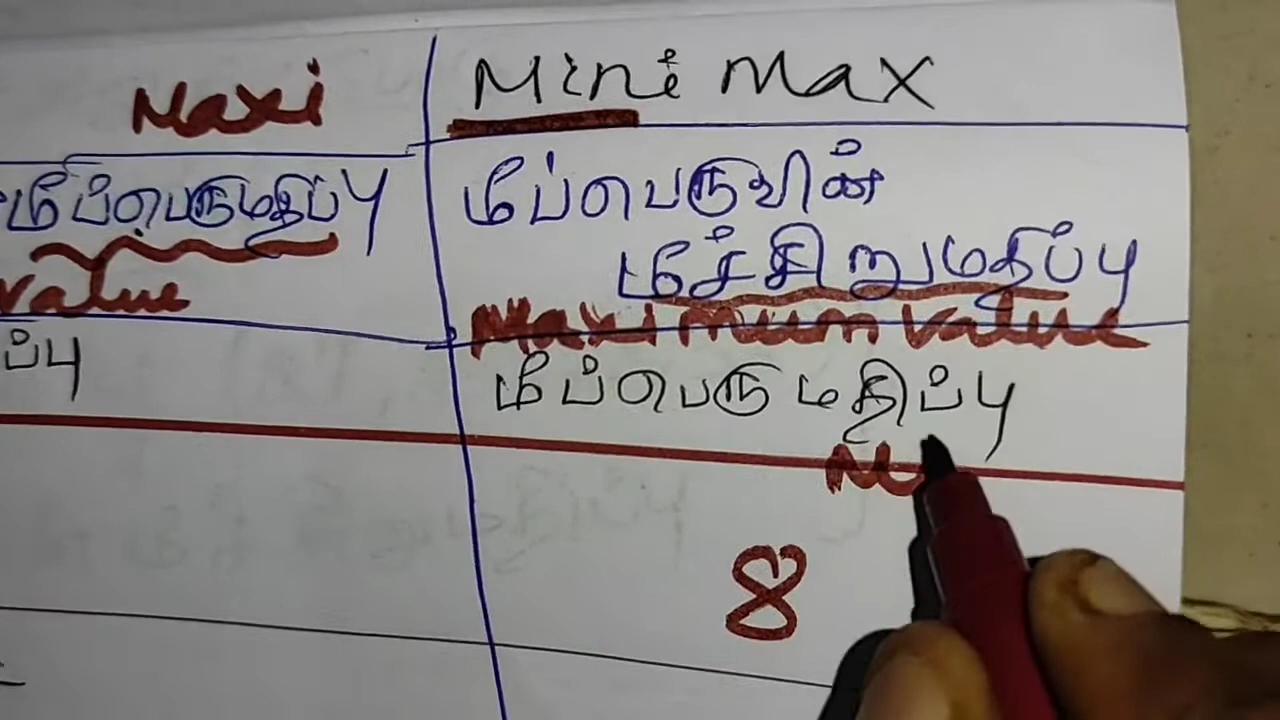 Maxi
Mini Max
மீப்பெருமதிப்பு
மீப்பெருவின்
மீச்சிறுமதிப்பு
value
Maximum value
ப்பு
மீப்பெரு மதிப்பு
8